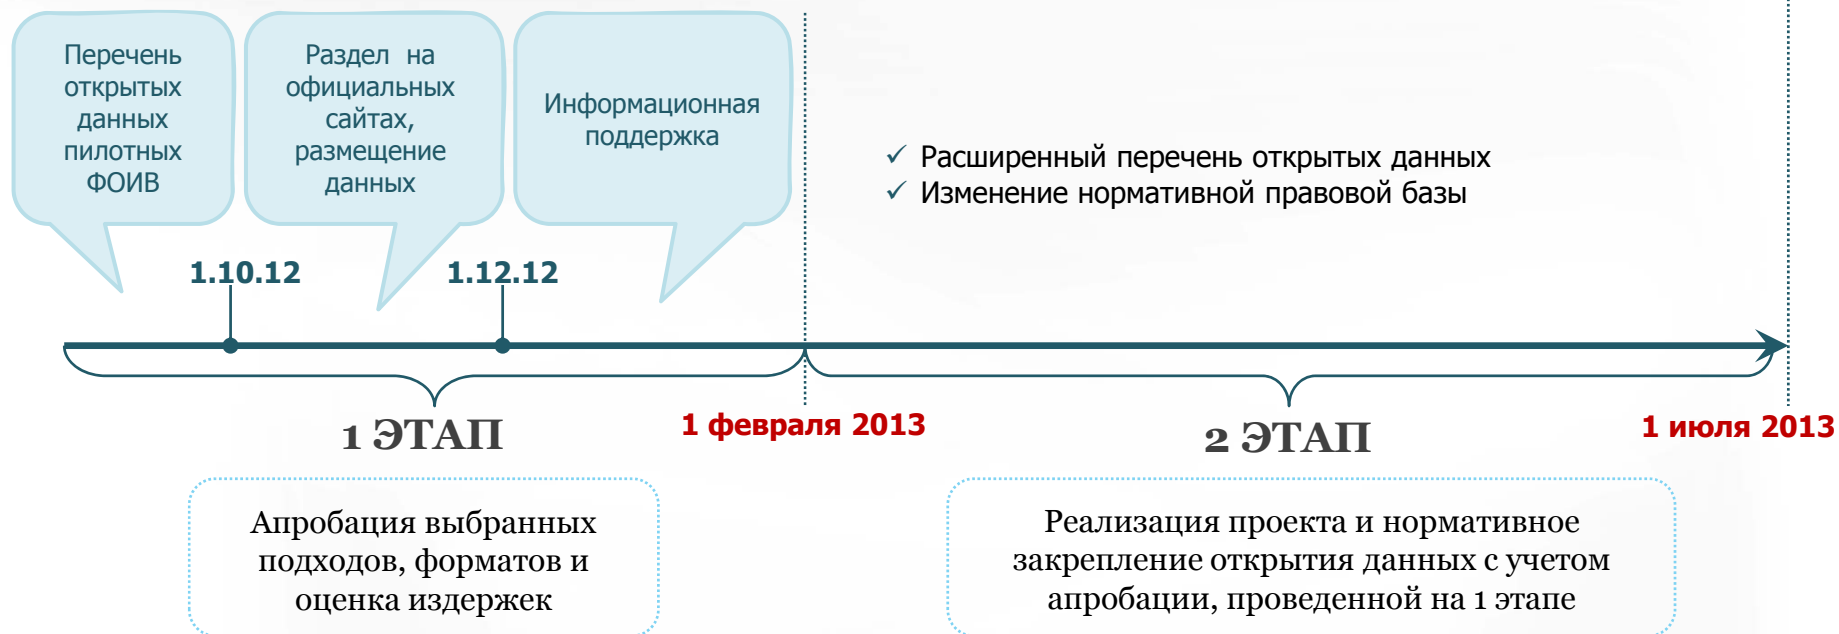 Перечень
открытых
данных
пилотных
ФОИВ
Раздел на
официальных
сайтах,
размещение
данных
Информационная
поддержка
✓ Расширенный перечень открытых данных
✓ Изменение нормативной правовой базы
1.10.12
1.12.12
1 ЭТАП
1 февраля 2013
2 ЭТАП
1 июля 2013
Апробация выбранных
подходов, форматов и
оценка издержек
Реализация проекта и нормативное
закрепление открытия данных с учетом
апробации, проведенной на 1 этапе